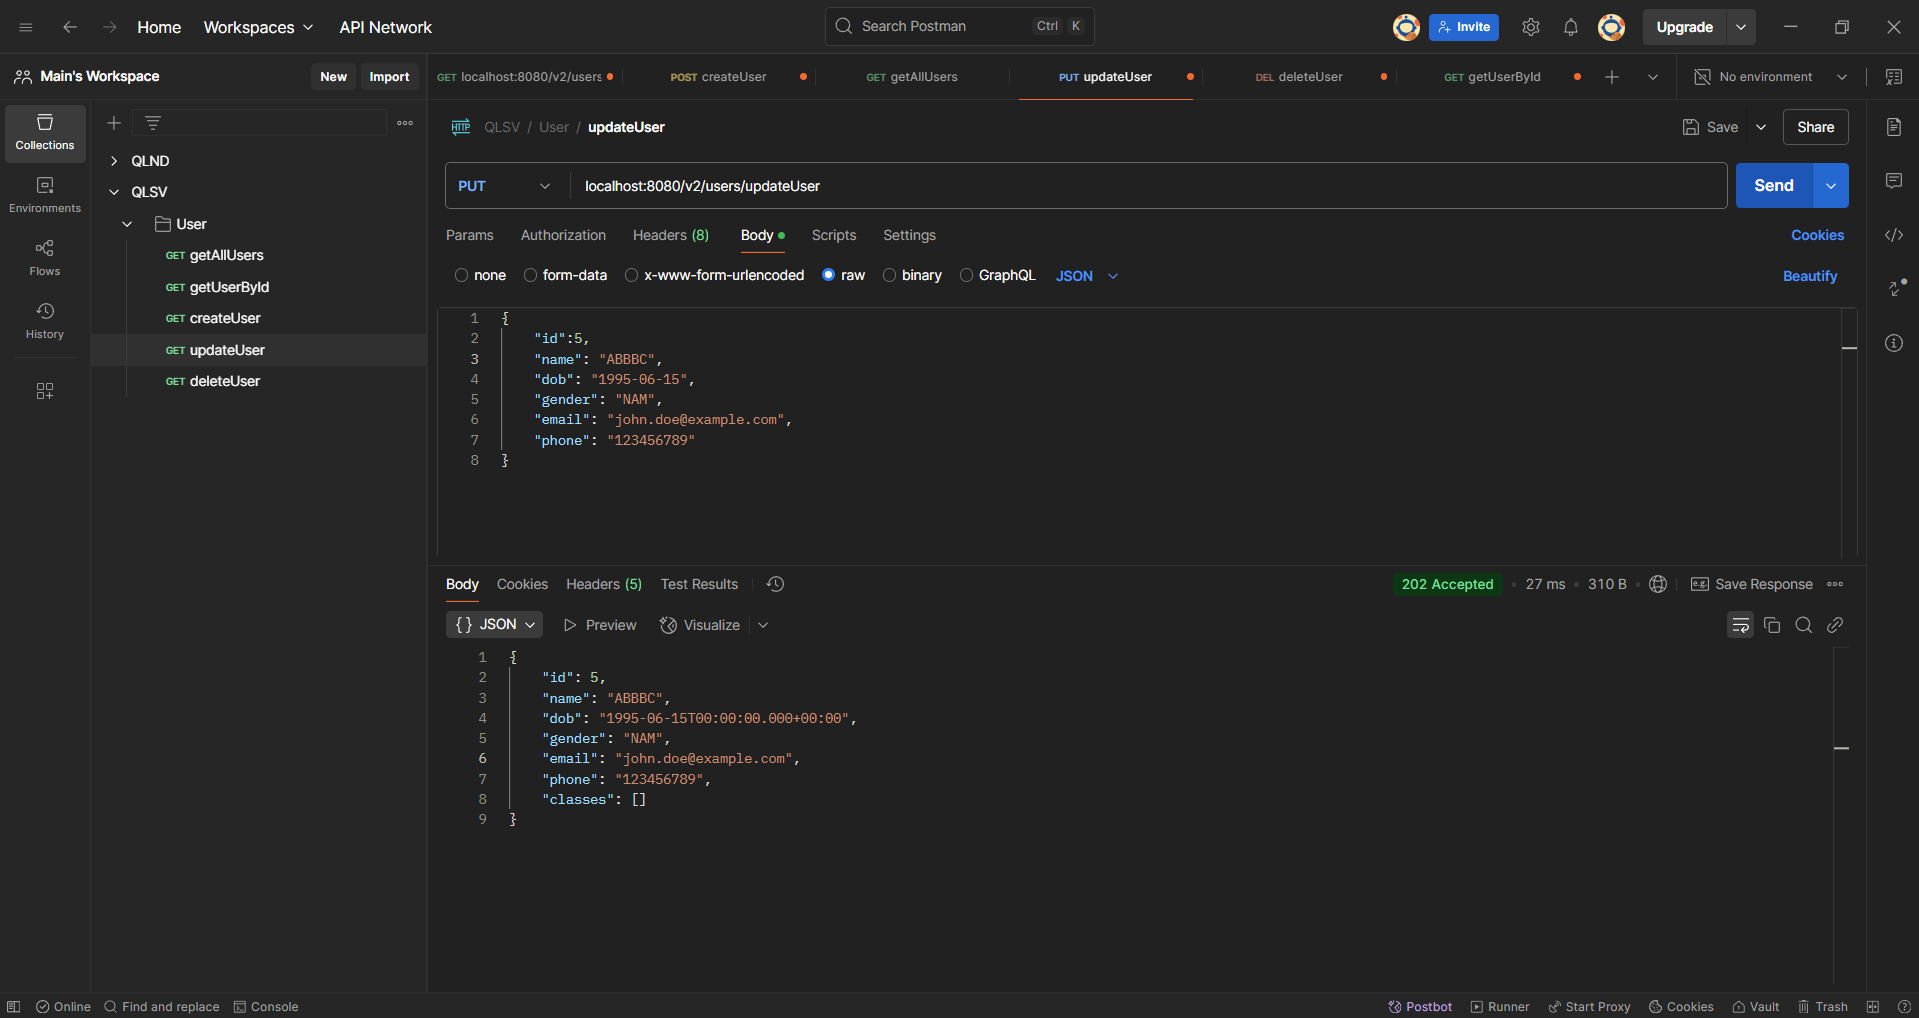 Home Workspaces API Network Search Postman Ctrl K Invite Upgrade
Main's Workspace New Import GET localhost:8080/v2/users POST createUser GET getAllUsers PUT updateUser DEL deleteUser GET getUserById No environment
Collections
Environments
Flows
History
QLND
QLSV
User
GET getAllUsers
GET getUserById
GET createUser
GET updateUser
GET deleteUser
HTTP QLSV / User / updateUser Save Share
PUT localhost:8080/v2/users/updateUser Send
Params Authorization Headers (8) Body Scripts Settings Cookies
none form-data x-www-form-urlencoded raw binary GraphQL JSON Beautify
1 {
2 "id":5,
3 "name": "ABBBC",
4 "dob": "1995-06-15",
5 "gender": "NAM",
6 "email": "john.doe@example.com",
7 "phone": "123456789"
8 }
Body Cookies Headers (5) Test Results 202 Accepted 27 ms 310 B e.g. Save Response
{} JSON Preview Visualize
1 {
2 "id": 5,
3 "name": "ABBBC",
4 "dob": "1995-06-15T00:00:00.000+00:00",
5 "gender": "NAM",
6 "email": "john.doe@example.com",
7 "phone": "123456789",
8 "classes": []
9 }
Online Find and replace Console Postbot Runner Start Proxy Cookies Vault Trash